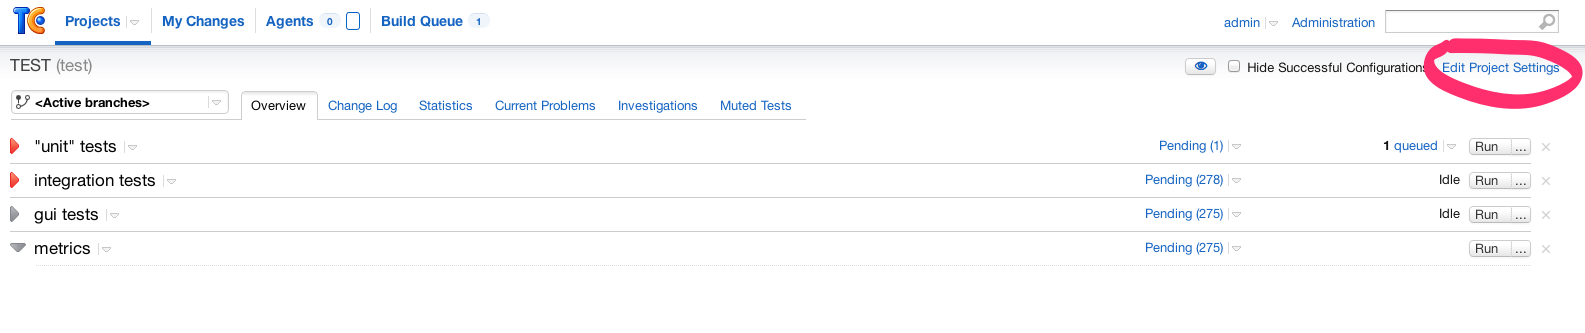 TC Projects My Changes Agents 0 Build Queue 1 admin Administration
TEST (test) Hide Successful Configurations Edit Project Settings
<Active branches> Overview Change Log Statistics Current Problems Investigations Muted Tests
"unit" tests Pending (1) 1 queued Run ...
integration tests Pending (278) Idle Run ...
gui tests Pending (275) Idle Run ...
metrics Pending (275) Run ...